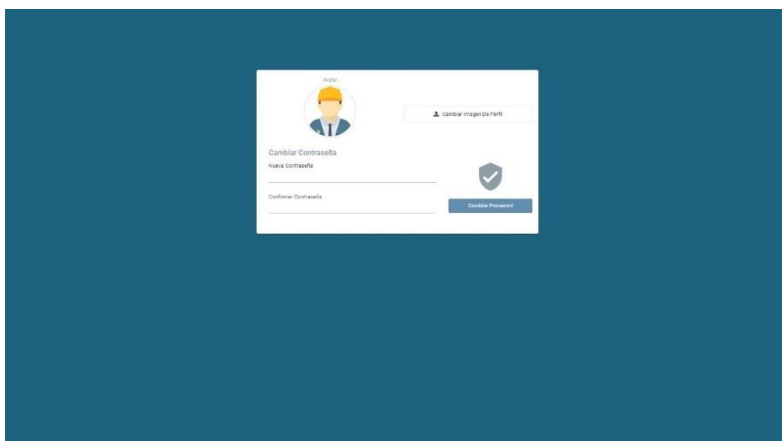 Avatar
Cambiar Imagen De Perfil
Cambiar Contraseña
Nueva Contraseña
Confirmar Contraseña
Cambiar Password